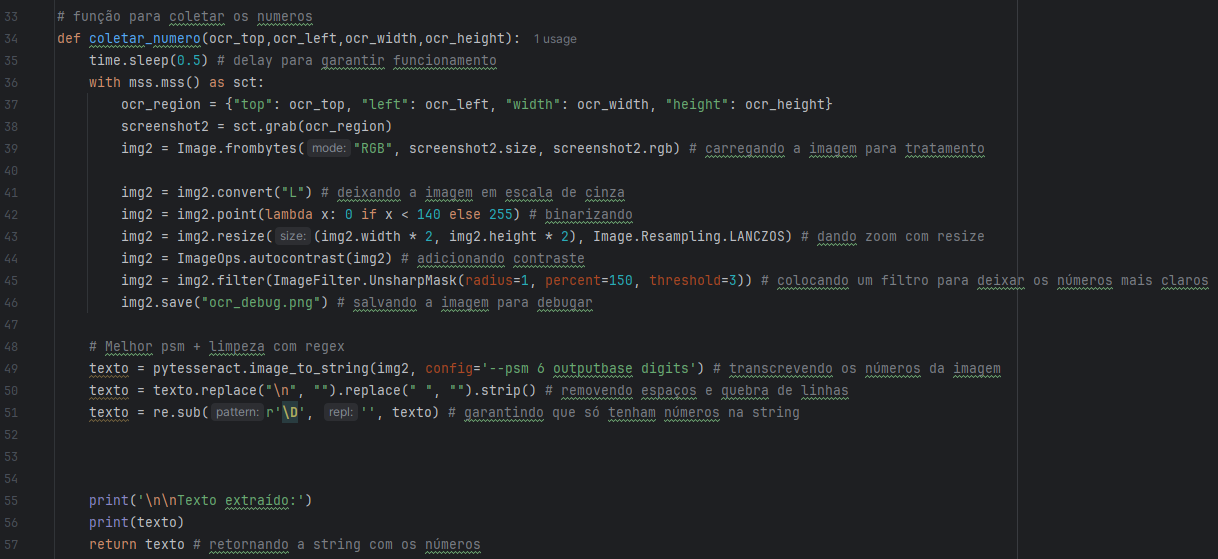 33 # função para coletar os numeros
34 def coletar_numero(ocr_top,ocr_left,ocr_width,ocr_height): 1 usage
35 time.sleep(0.5) # delay para garantir funcionamento
36 with mss.mss() as sct:
37 ocr_region = {"top": ocr_top, "left": ocr_left, "width": ocr_width, "height": ocr_height}
38 screenshot2 = sct.grab(ocr_region)
39 img2 = Image.frombytes( mode: "RGB", screenshot2.size, screenshot2.rgb) # carregando a imagem para tratamento
40
41 img2 = img2.convert("L") # deixando a imagem em escala de cinza
42 img2 = img2.point(lambda x: 0 if x < 140 else 255) # binarizando
43 img2 = img2.resize( size: (img2.width * 2, img2.height * 2), Image.Resampling.LANCZOS) # dando zoom com resize
44 img2 = ImageOps.autocontrast(img2) # adicionando contraste
45 img2 = img2.filter(ImageFilter.UnsharpMask(radius=1, percent=150, threshold=3)) # colocando um filtro para deixar os números mais claros
46 img2.save("ocr_debug.png") # salvando a imagem para debugar
47
48 # Melhor psm + limpeza com regex
49 texto = pytesseract.image_to_string(img2, config='--psm 6 outputbase digits') # transcrevendo os números da imagem
50 texto = texto.replace("\n", "").replace(" ", "").strip() # removendo espaços e quebra de linhas
51 texto = re.sub( pattern: r'\D', repl: '', texto) # garantindo que só tenham números na string
52
53
54
55 print('\n\nTexto extraido:')
56 print(texto)
57 return texto # retornando a string com os números